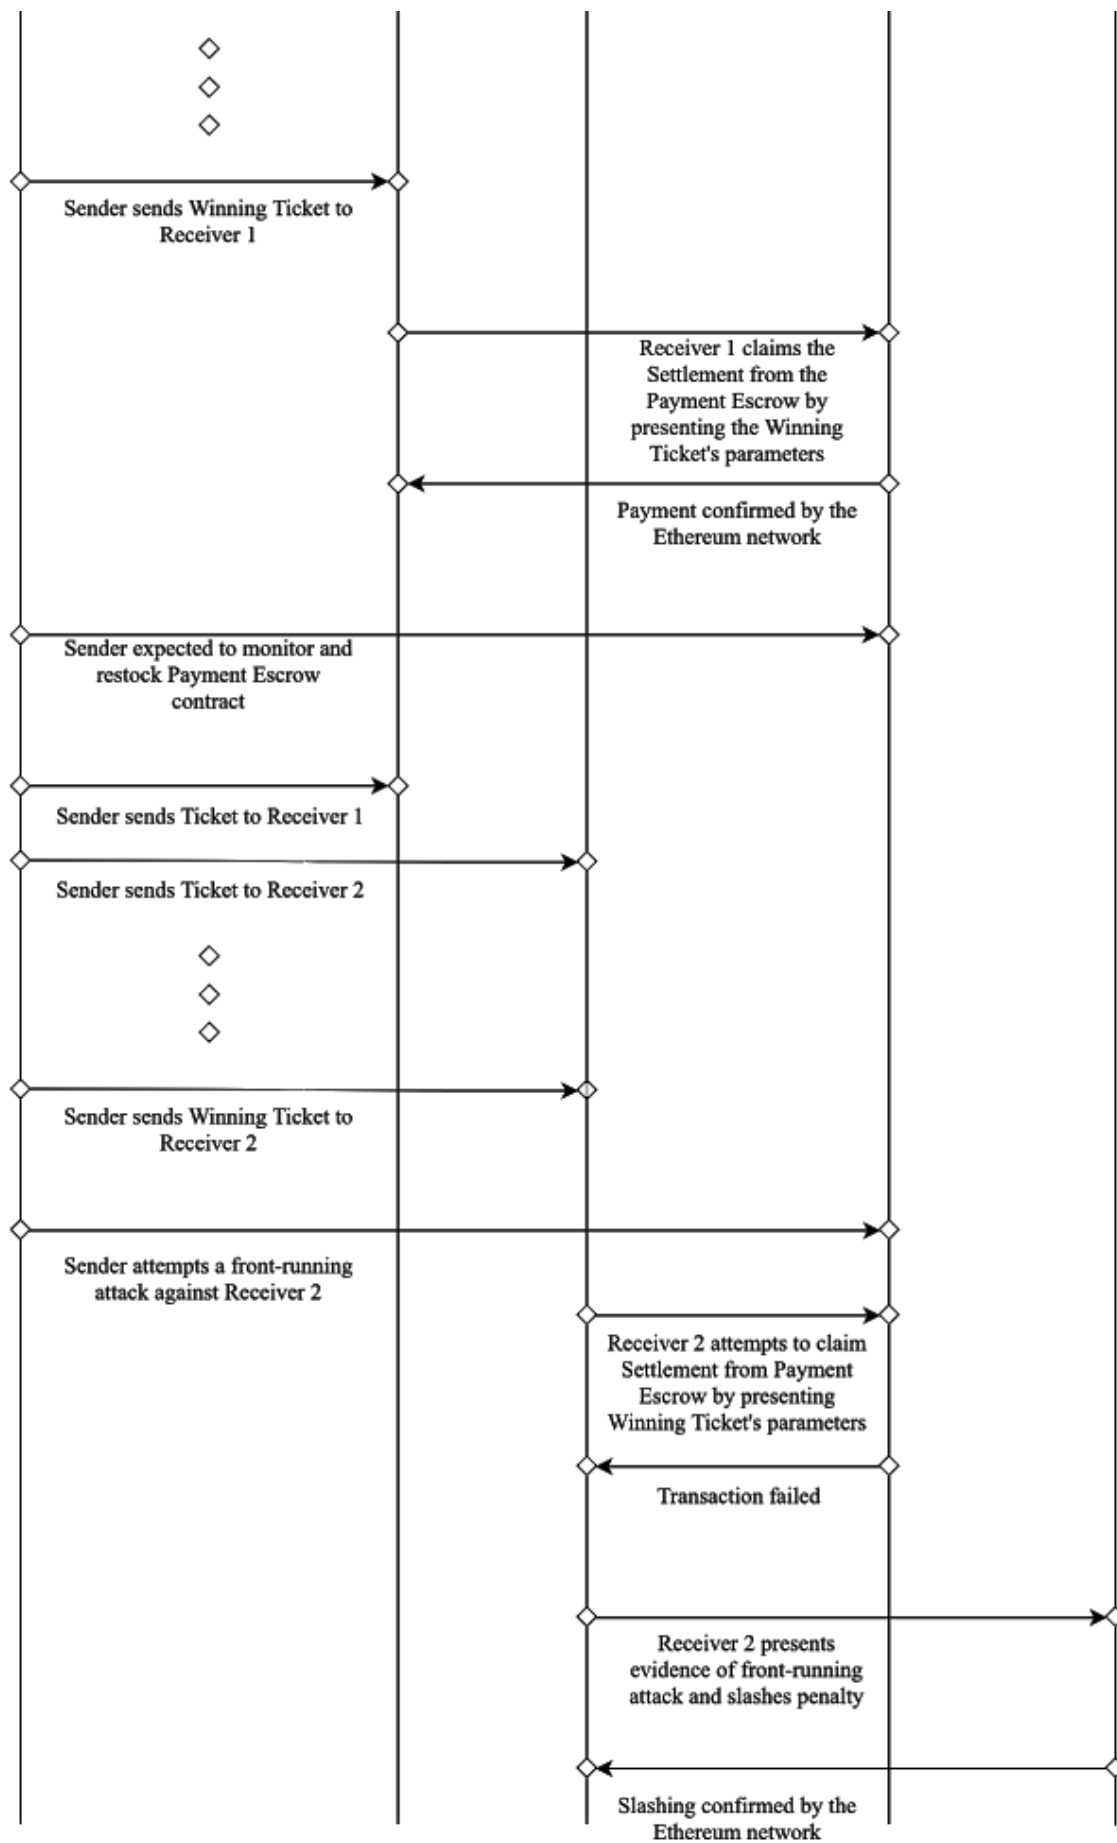 Sender sends Winning Ticket to
Receiver 1
Receiver 1 claims the
Settlement from the
Payment Escrow by
presenting the Winning
Ticket's parameters
Payment confirmed by the
Ethereum network
Sender expected to monitor and
restock Payment Escrow
contract
Sender sends Ticket to Receiver 1
Sender sends Ticket to Receiver 2
Sender sends Winning Ticket to
Receiver 2
Sender attempts a front-running
attack against Receiver 2
Receiver 2 attempts to claim
Settlement from Payment
Escrow by presenting
Winning Ticket's parameters
Transaction failed
Receiver 2 presents
evidence of front-running
attack and slashes penalty
Slashing confirmed by the
Ethereum network